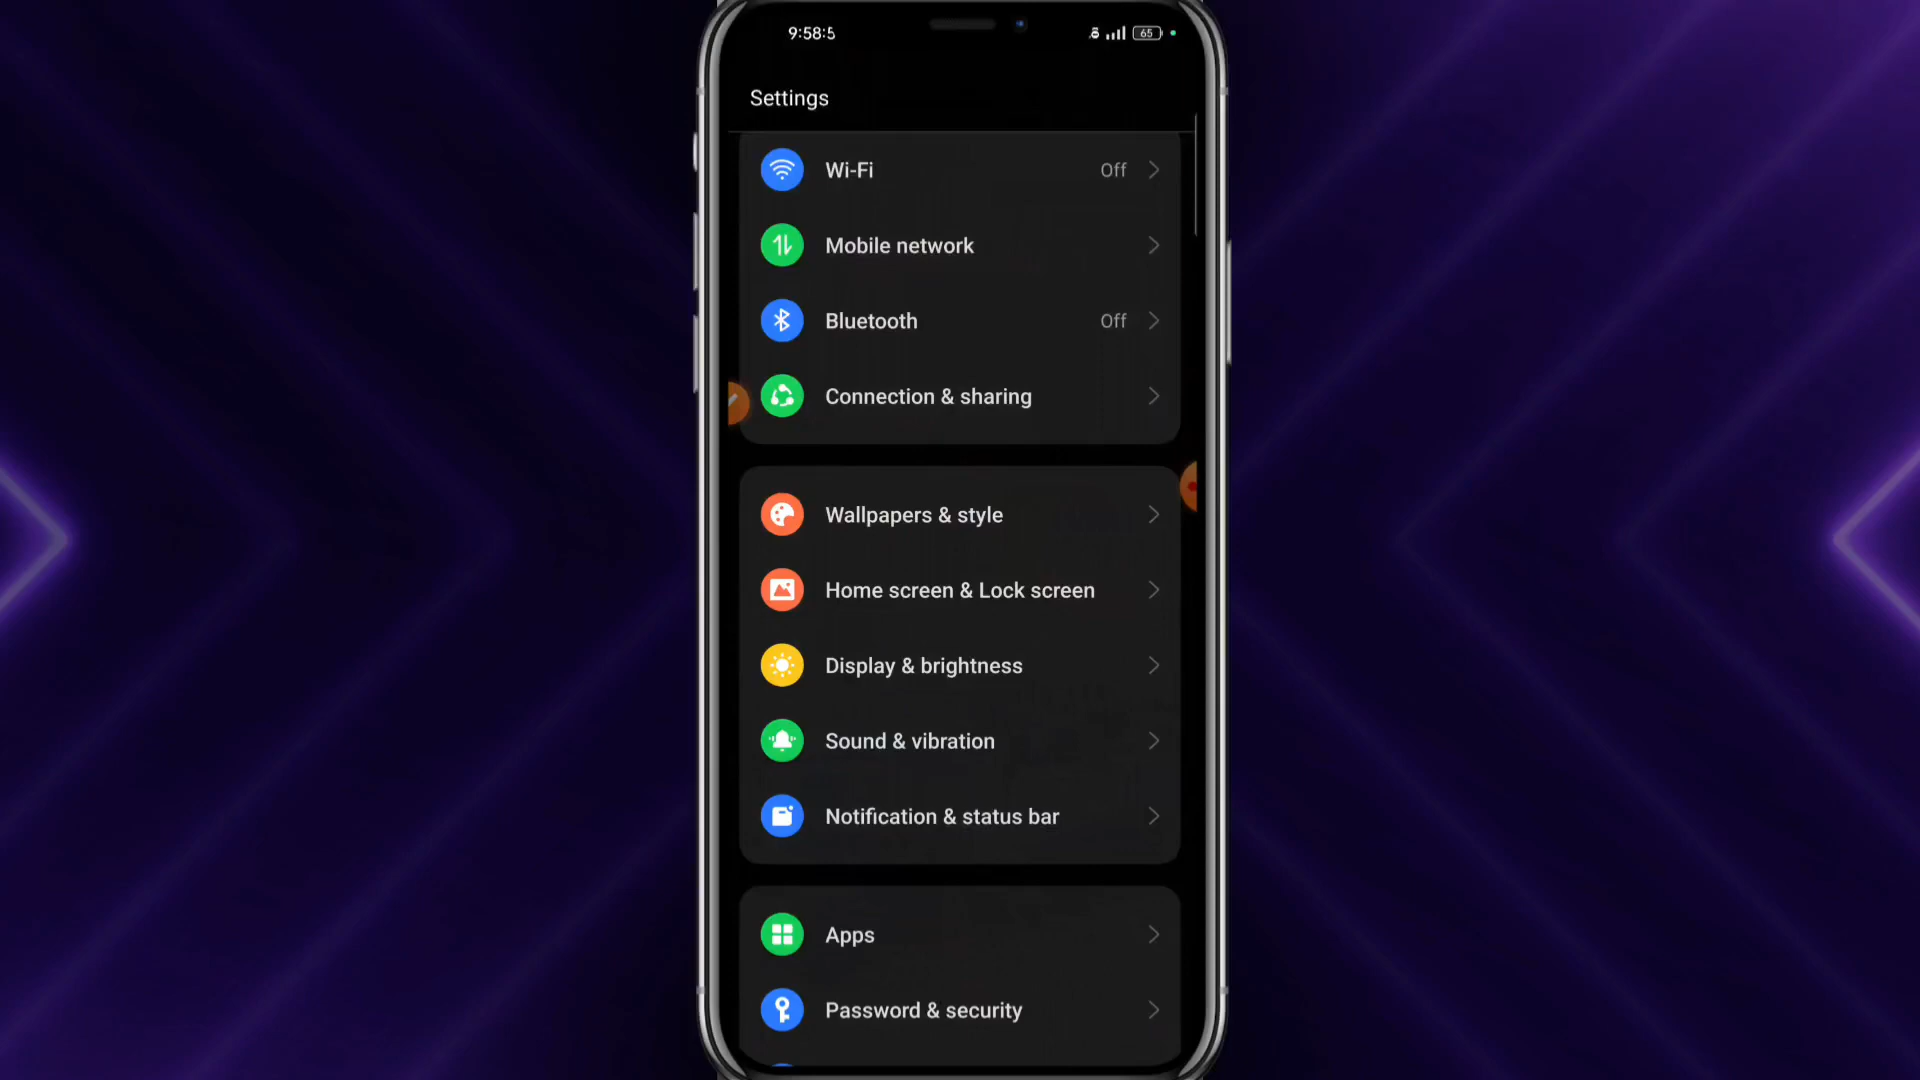 9:58:5
65
Settings
Wi-Fi Off
Mobile network
Bluetooth Off
Connection & sharing
Wallpapers & style
Home screen & Lock screen
Display & brightness
Sound & vibration
Notification & status bar
Apps
Password & security